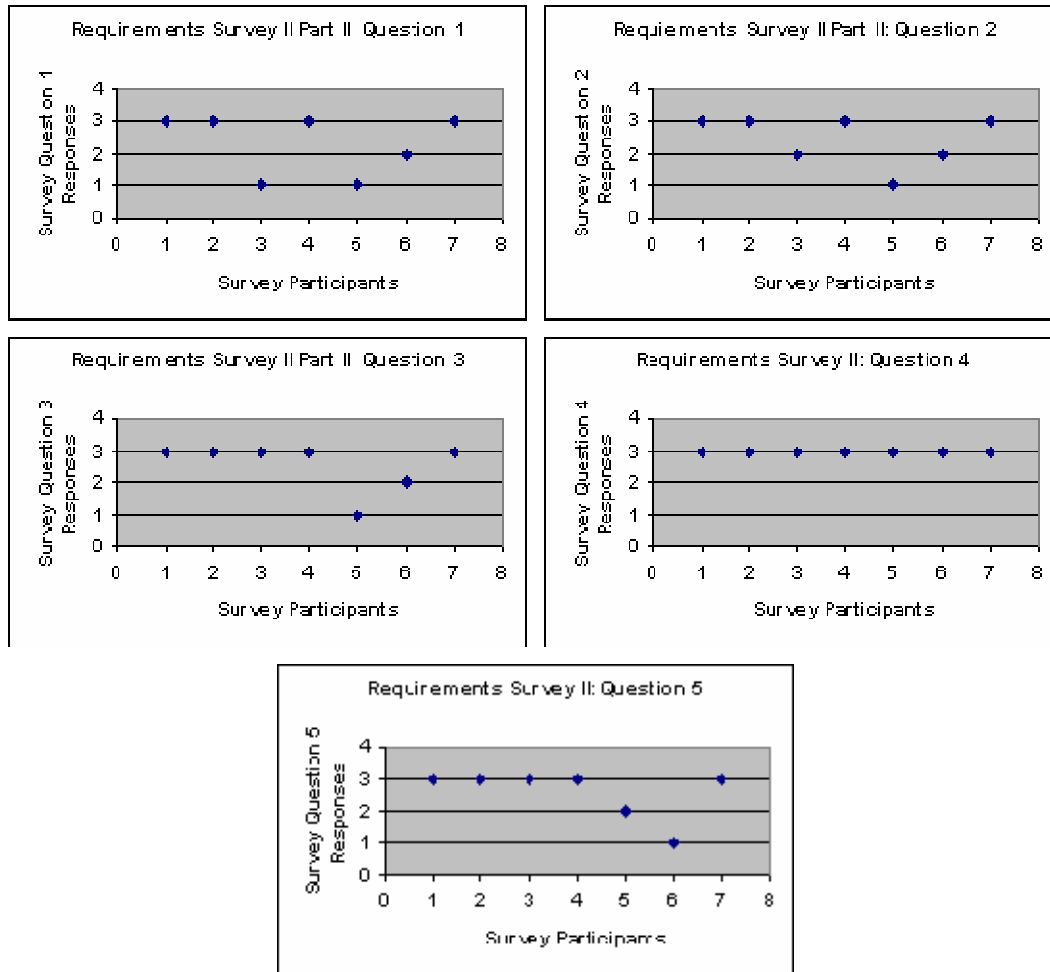 Requirements Survey II Part II Question 1
Survey Question 1
Responses
4
3
2
1
0
0 1 2 3 4 5 6 7 8
Survey Participants
Requiements Survey II Part II: Question 2
Survey Question 2
Responses
4
3
2
1
0
0 1 2 3 4 5 6 7 8
Survey Participants
Requirements Survey II Part II Question 3
Survey Question 3
Responses
4
3
2
1
0
0 1 2 3 4 5 6 7 8
Survey Participants
Requirements Survey II: Question 4
Survey Question 4
Responses
4
3
2
1
0
0 1 2 3 4 5 6 7 8
Survey Participants
Requirements Survey II: Question 5
Survey Question 5
Responses
4
3
2
1
0
0 1 2 3 4 5 6 7 8
Survey Participants